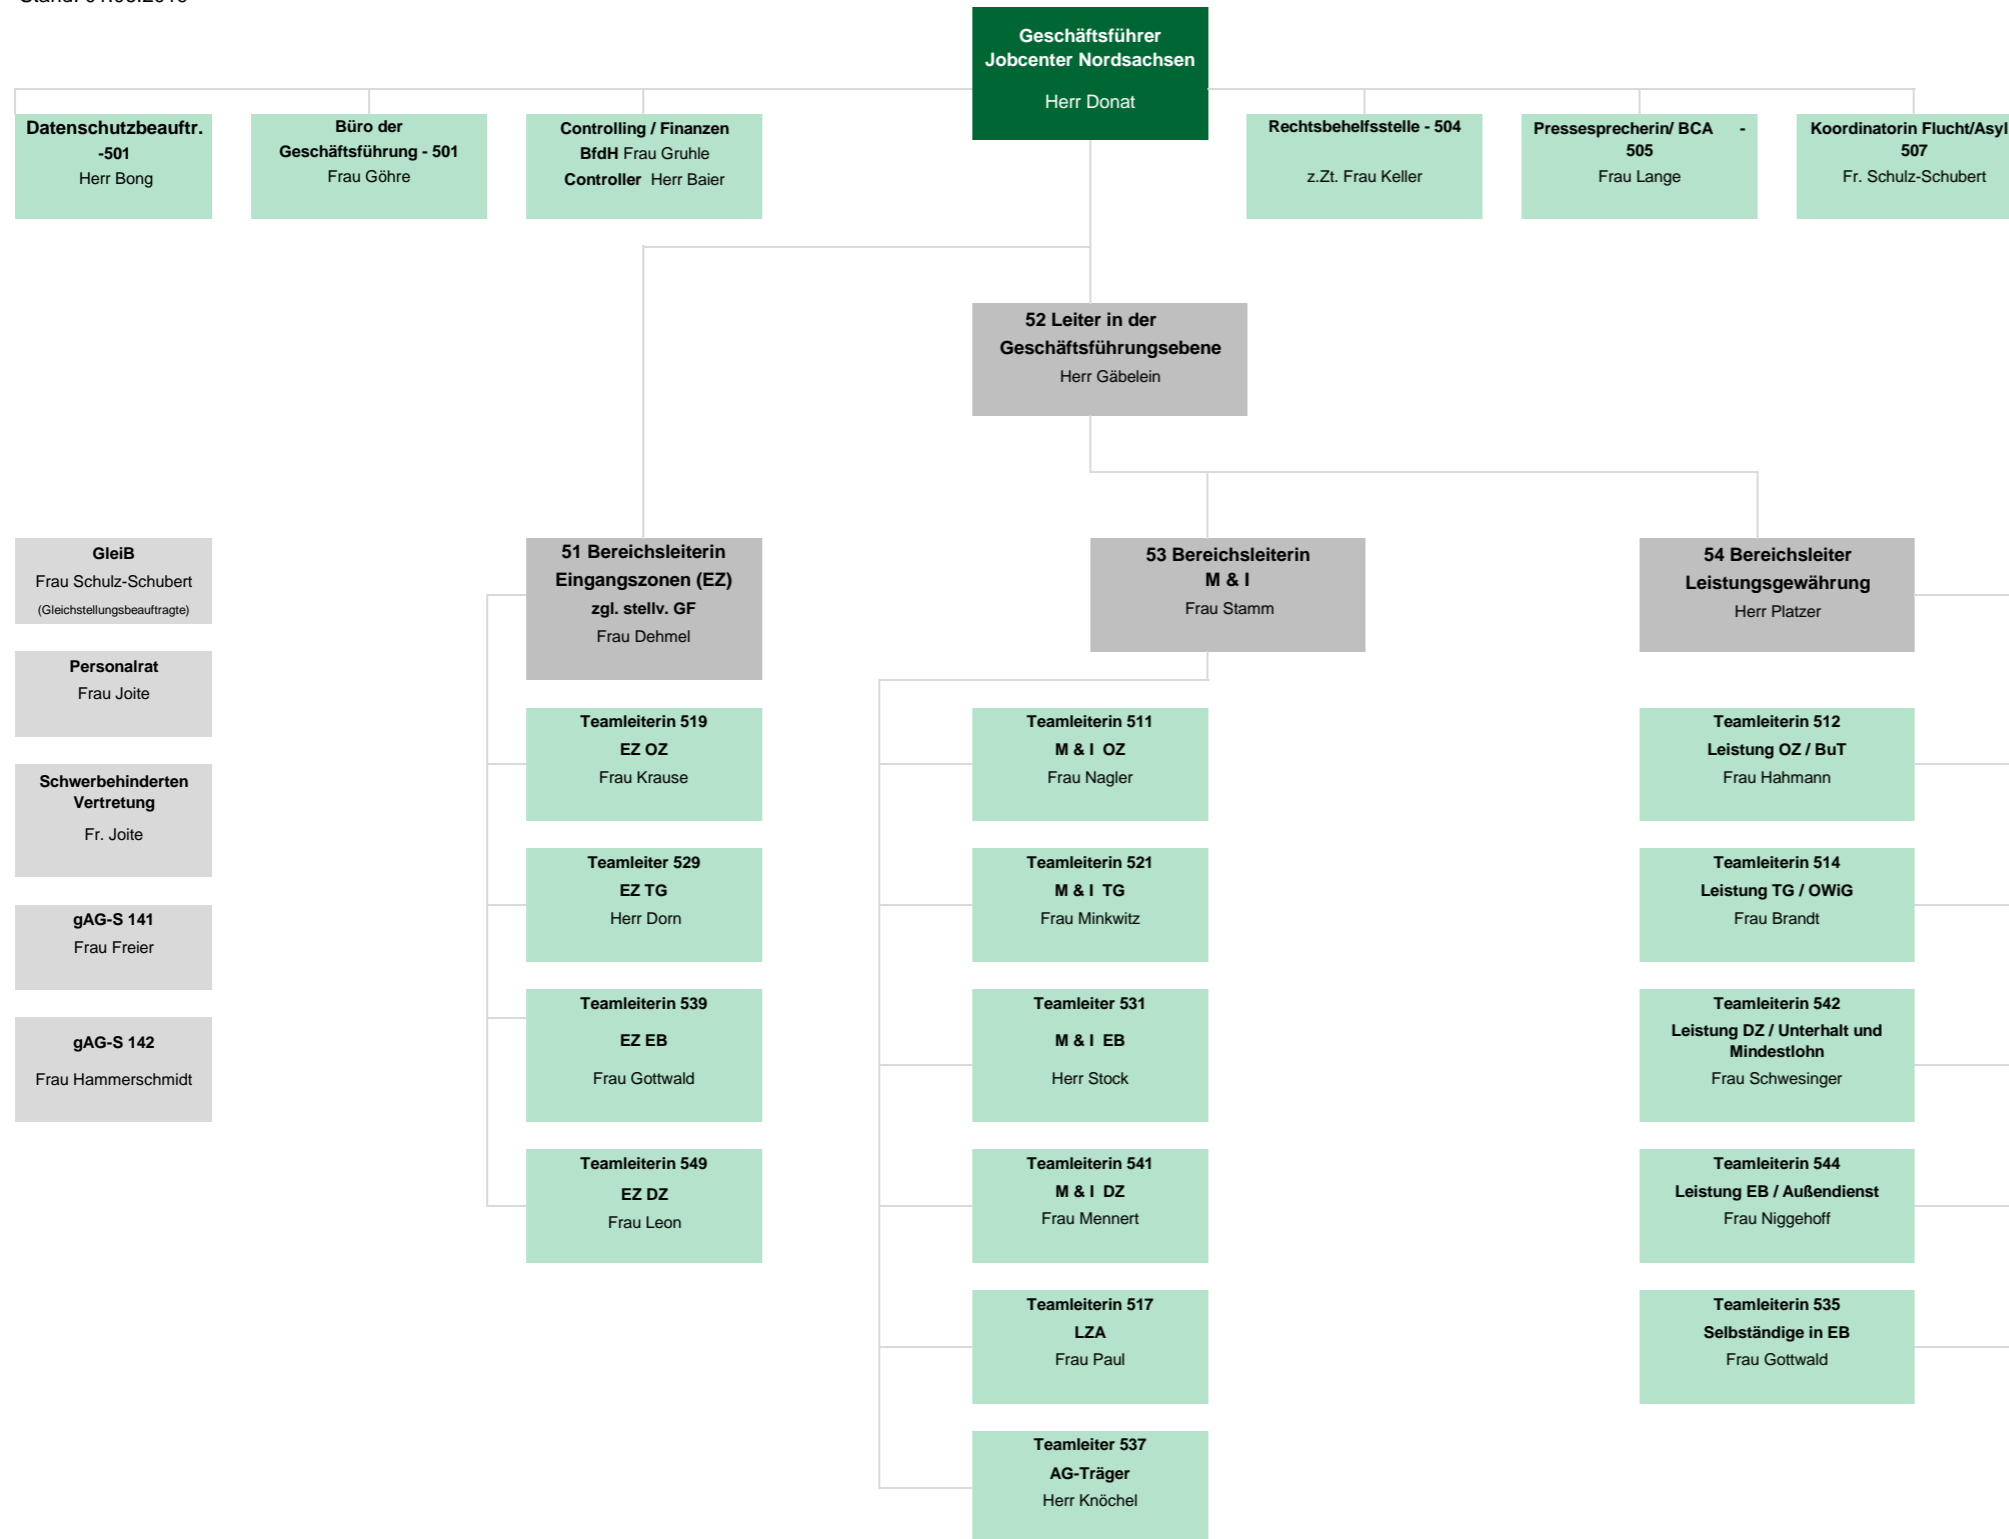 Geschäftsführer
Jobcenter Nordsachsen
Herr Donat
Datenschutzbeauftr.
-501
Herr Bong
Büro der
Geschäftsführung - 501
Frau Göhre
Controlling / Finanzen
BfdH Frau Gruhle
Controller Herr Baier
Rechtsbehelfsstelle - 504
z.Zt. Frau Keller
Pressesprecherin/ BCA -
505
Frau Lange
Koordinatorin Flucht/Asyl
507
Fr. Schulz-Schubert
52 Leiter in der
Geschäftsführungsebene
Herr Gäbelein
GleiB
Frau Schulz-Schubert
(Gleichstellungsbeauftragte)
Personalrat
Frau Joite
Schwerbehinderten
Vertretung
Fr. Joite
gAG-S 141
Frau Freier
gAG-S 142
Frau Hammerschmidt
51 Bereichsleiterin
Eingangszonen (EZ)
zgl. stellv. GF
Frau Dehmel
Teamleiterin 519
EZ OZ
Frau Krause
Teamleiter 529
EZ TG
Herr Dorn
Teamleiterin 539
EZ EB
Frau Gottwald
Teamleiterin 549
EZ DZ
Frau Leon
53 Bereichsleiterin
M & I
Frau Stamm
Teamleiterin 511
M & I OZ
Frau Nagler
Teamleiterin 521
M & I TG
Frau Minkwitz
Teamleiter 531
M & I EB
Herr Stock
Teamleiterin 541
M & I DZ
Frau Mennert
Teamleiterin 517
LZA
Frau Paul
Teamleiter 537
AG-Träger
Herr Knöchel
54 Bereichsleiter
Leistungsgewährung
Herr Platzer
Teamleiterin 512
Leistung OZ / BuT
Frau Hahmann
Teamleiterin 514
Leistung TG / OWiG
Frau Brandt
Teamleiterin 542
Leistung DZ / Unterhalt und
Mindestlohn
Frau Schwesinger
Teamleiterin 544
Leistung EB / Außendienst
Frau Niggehoff
Teamleiterin 535
Selbständige in EB
Frau Gottwald